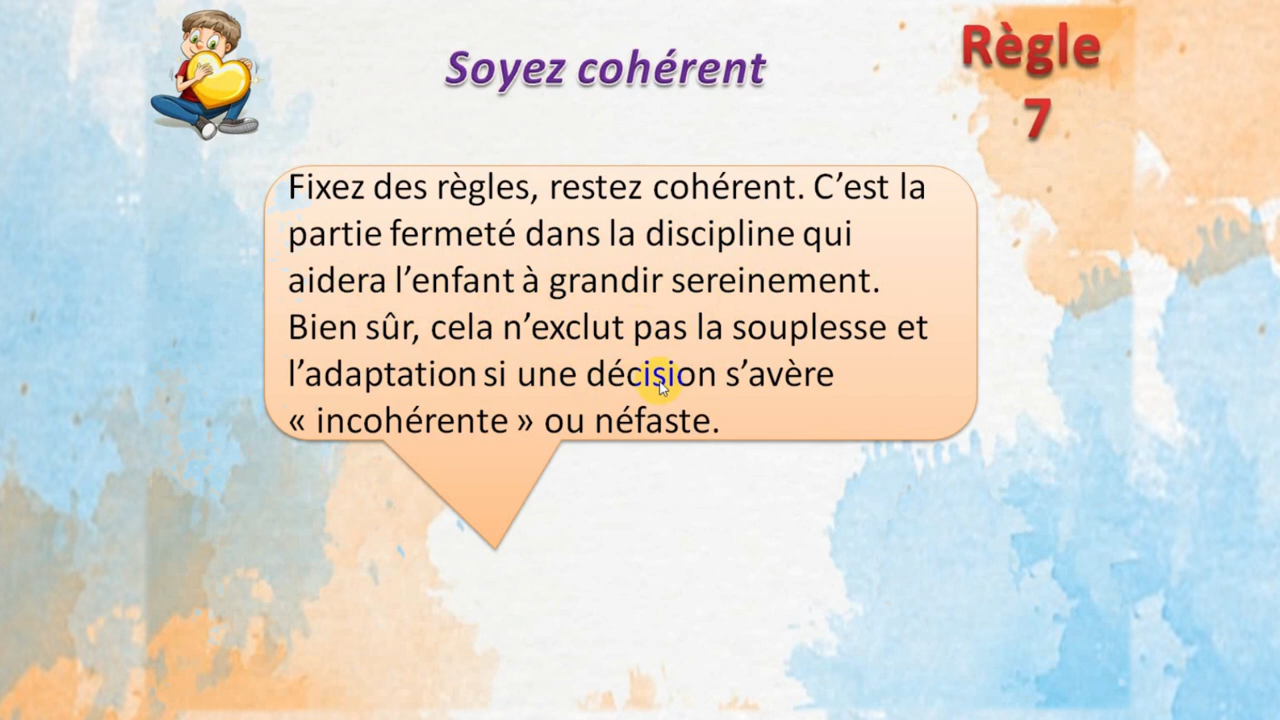 Soyez cohérent
Règle
7
Fixez des règles, restez cohérent. C’est la
partie fermeté dans la discipline qui
aidera l’enfant à grandir sereinement.
Bien sûr, cela n’exclut pas la souplesse et
l’adaptation si une décision s’avère
« incohérente » ou néfaste.